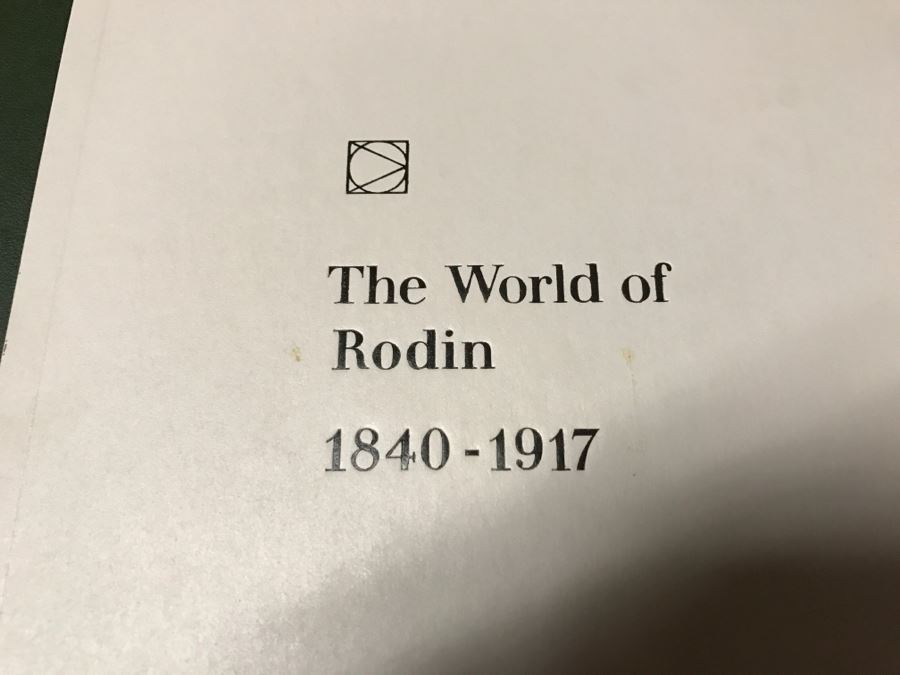 The World of
Rodin
1840-1917